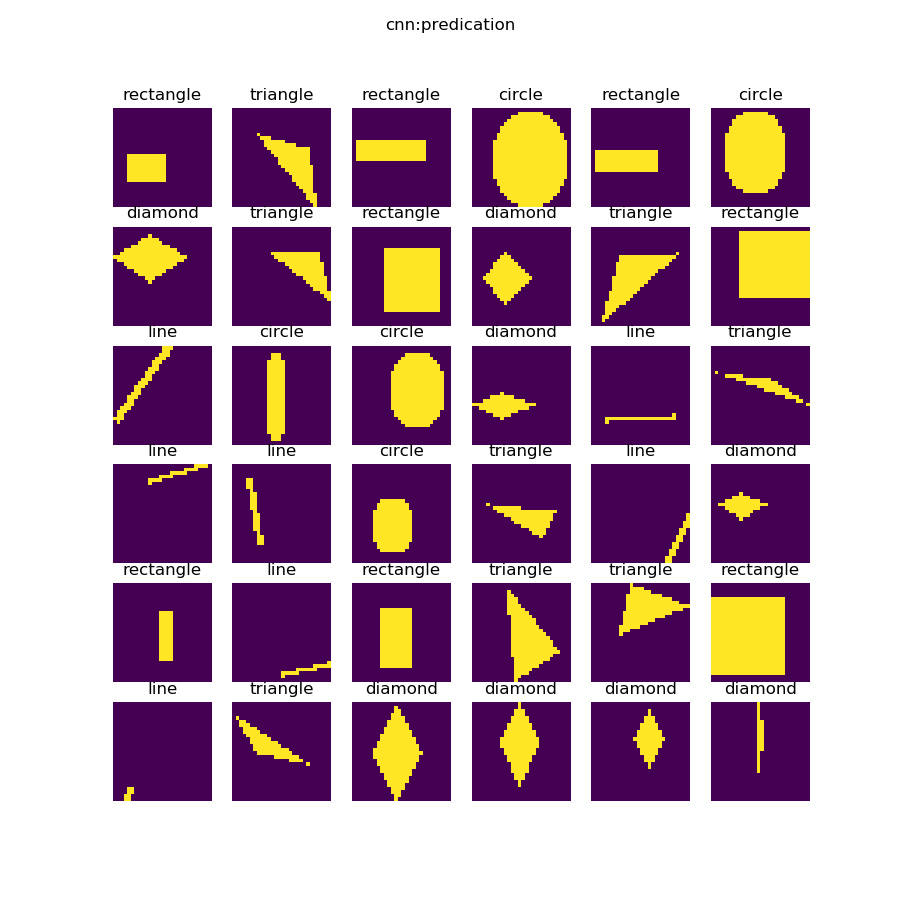 cnn:predication
rectangle triangle rectangle circle rectangle circle
diamond triangle rectangle diamond triangle rectangle
line circle circle diamond line triangle
line line circle triangle line diamond
rectangle line rectangle triangle triangle rectangle
line triangle diamond diamond diamond diamond